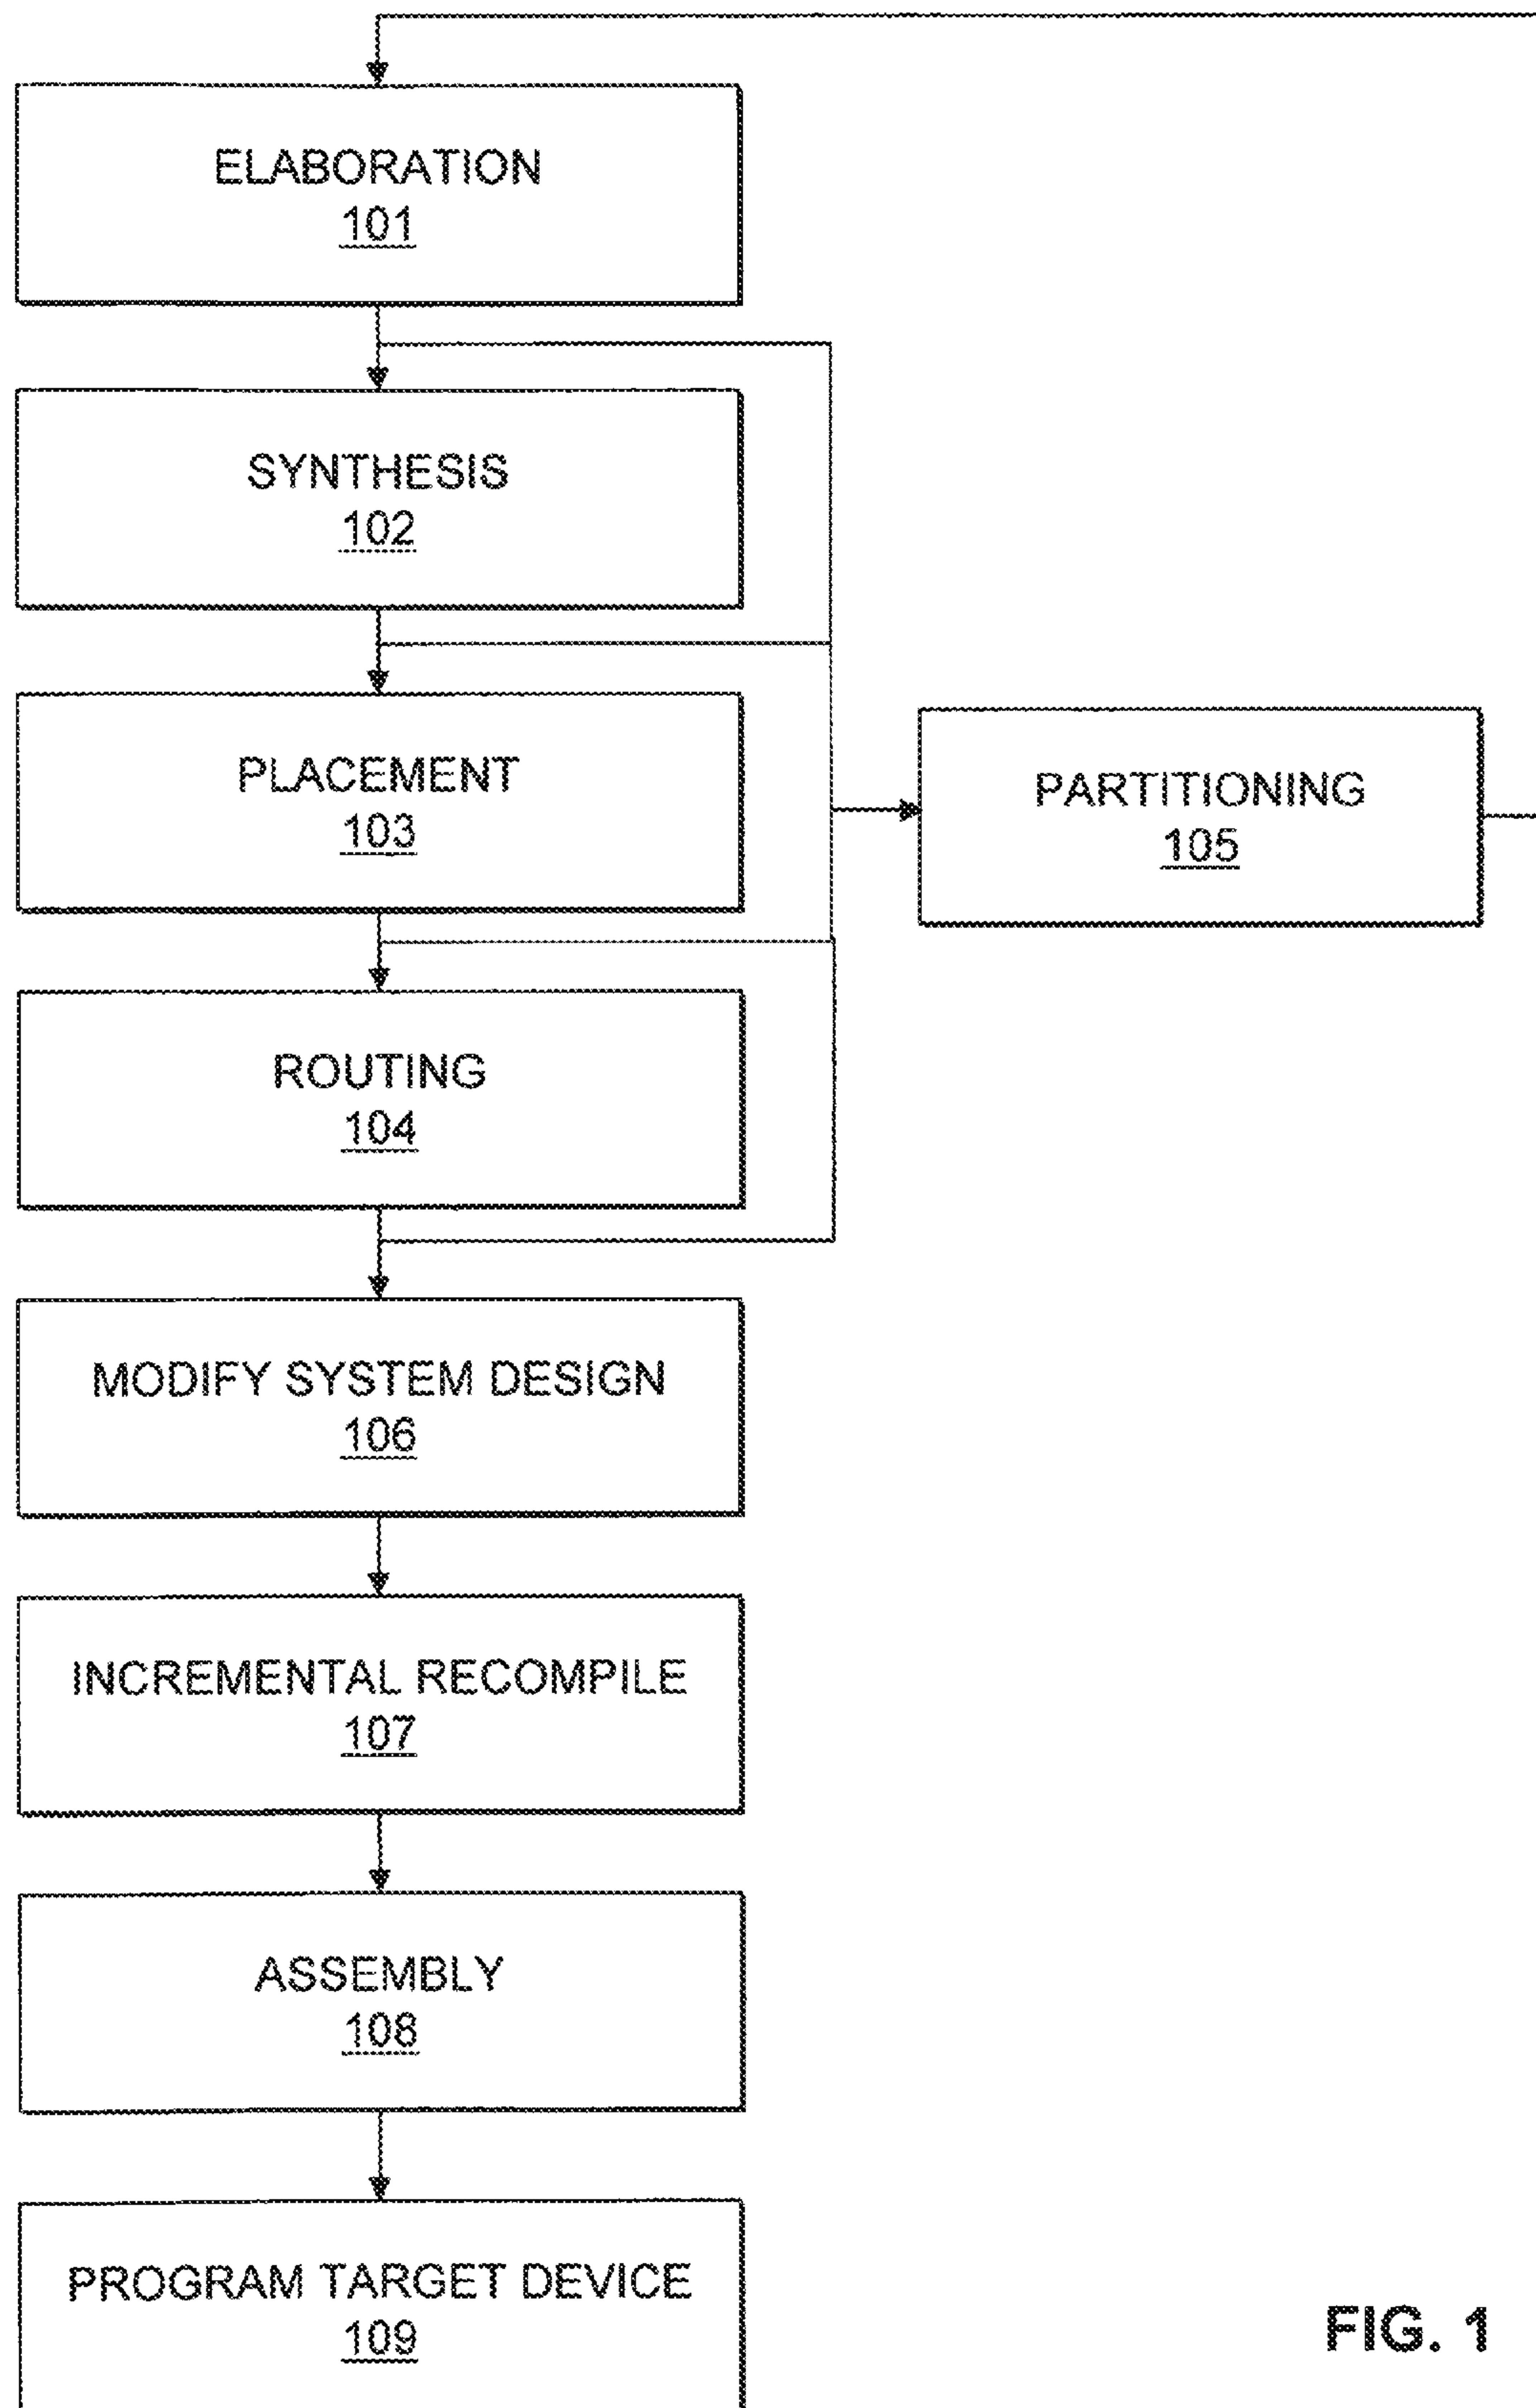 ELABORATION
101
SYNTHESIS
102
PLACEMENT
103
PARTITIONING
105
ROUTING
104
MODIFY SYSTEM DESIGN
106
INCREMENTAL RECOMPILE
107
ASSEMBLY
108
PROGRAM TARGET DEVICE
109
FIG. 1